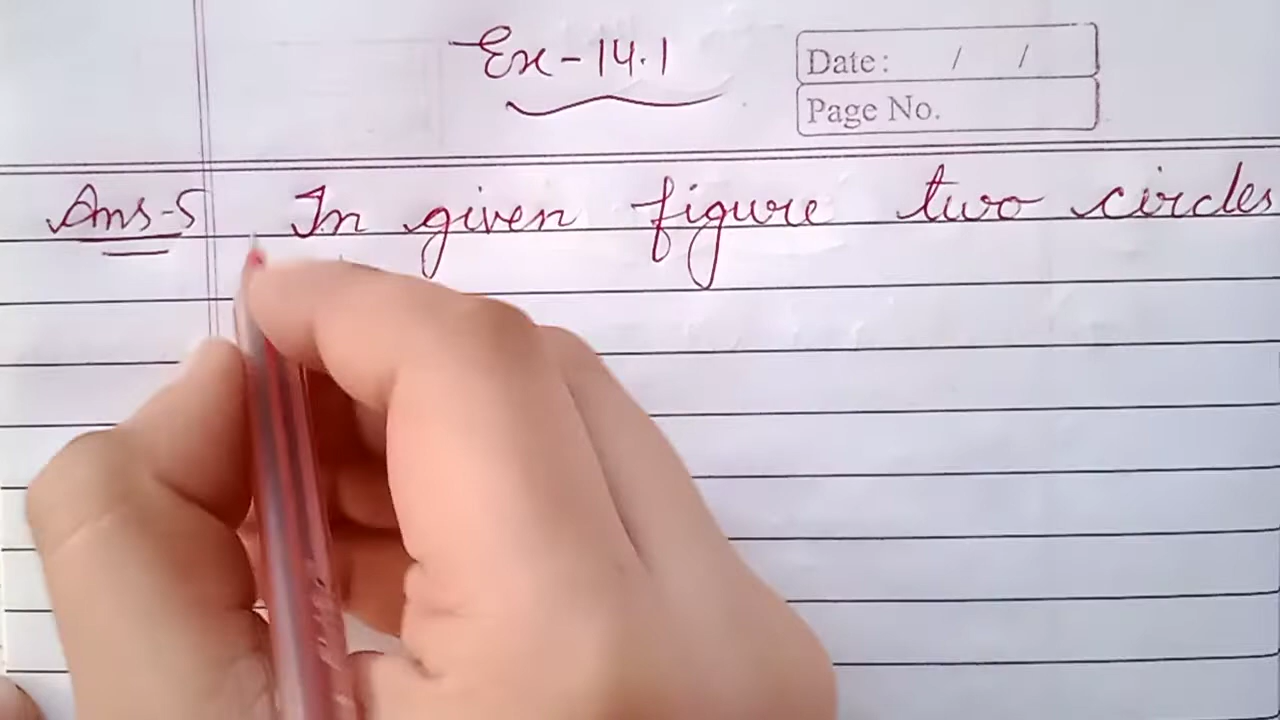 Ex-14.1
Date: / /
Page No.
Ans-5 In given figure two circles